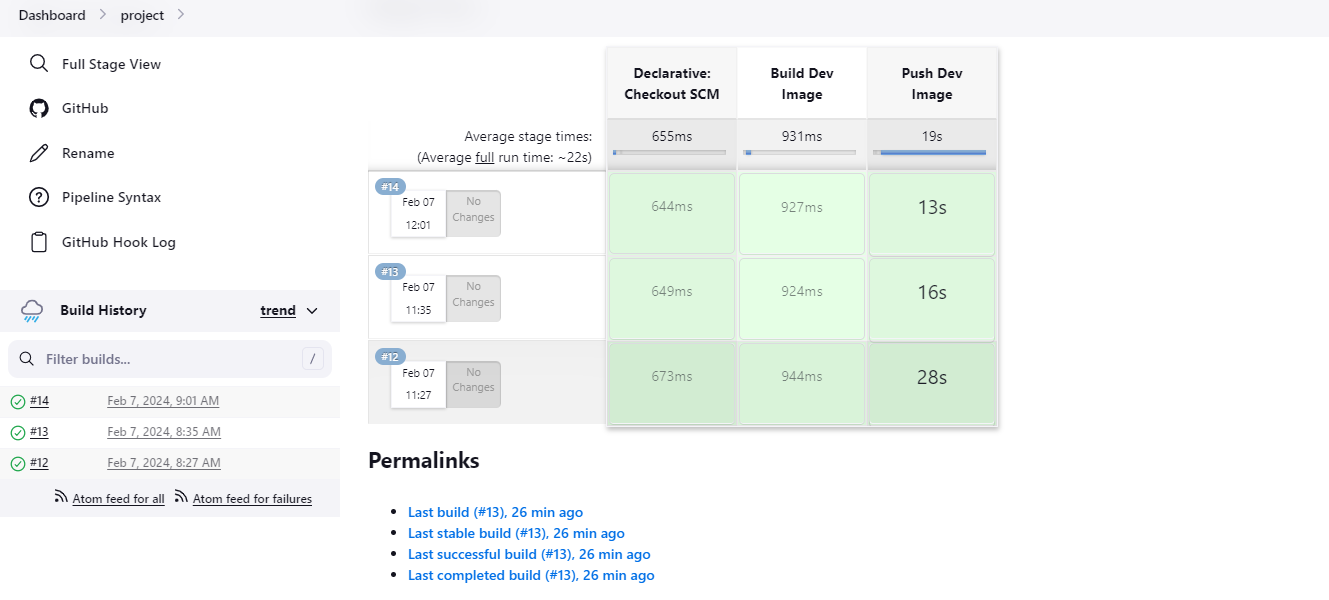 Dashboard
project
Full Stage View
GitHub
Rename
Pipeline Syntax
GitHub Hook Log
Build History
trend
Filter builds...
/
#14
Feb 7, 2024, 9:01 AM
#13
Feb 7, 2024, 8:35 AM
#12
Feb 7, 2024, 8:27 AM
Atom feed for all
Atom feed for failures
Declarative:
Checkout SCM
Build Dev
Image
Push Dev
Image
Average stage times:
(Average full run time: ~22s)
655ms
931ms
19s
#14
Feb 07
12:01
No
Changes
644ms
927ms
13s
#13
Feb 07
11:35
No
Changes
649ms
924ms
16s
#12
Feb 07
11:27
No
Changes
673ms
944ms
28s
Permalinks
Last build (#13), 26 min ago
Last stable build (#13), 26 min ago
Last successful build (#13), 26 min ago
Last completed build (#13), 26 min ago